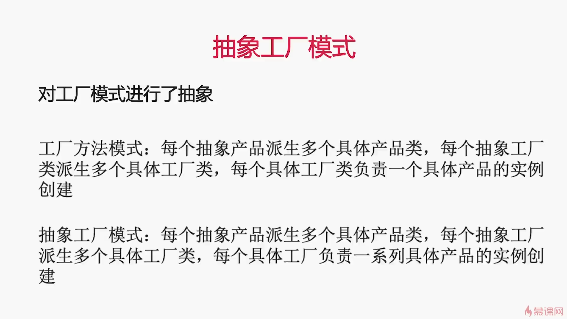 抽象工厂模式
对工厂模式进行了抽象
工厂方法模式：每个抽象产品派生多个具体产品类，每个抽象工厂
类派生多个具体工厂类，每个具体工厂类负责一个具体产品的实例
创建
抽象工厂模式：每个抽象产品派生多个具体产品类，每个抽象工厂
派生多个具体工厂类，每个具体工厂负责一系列具体产品的实例创
建
慕课网